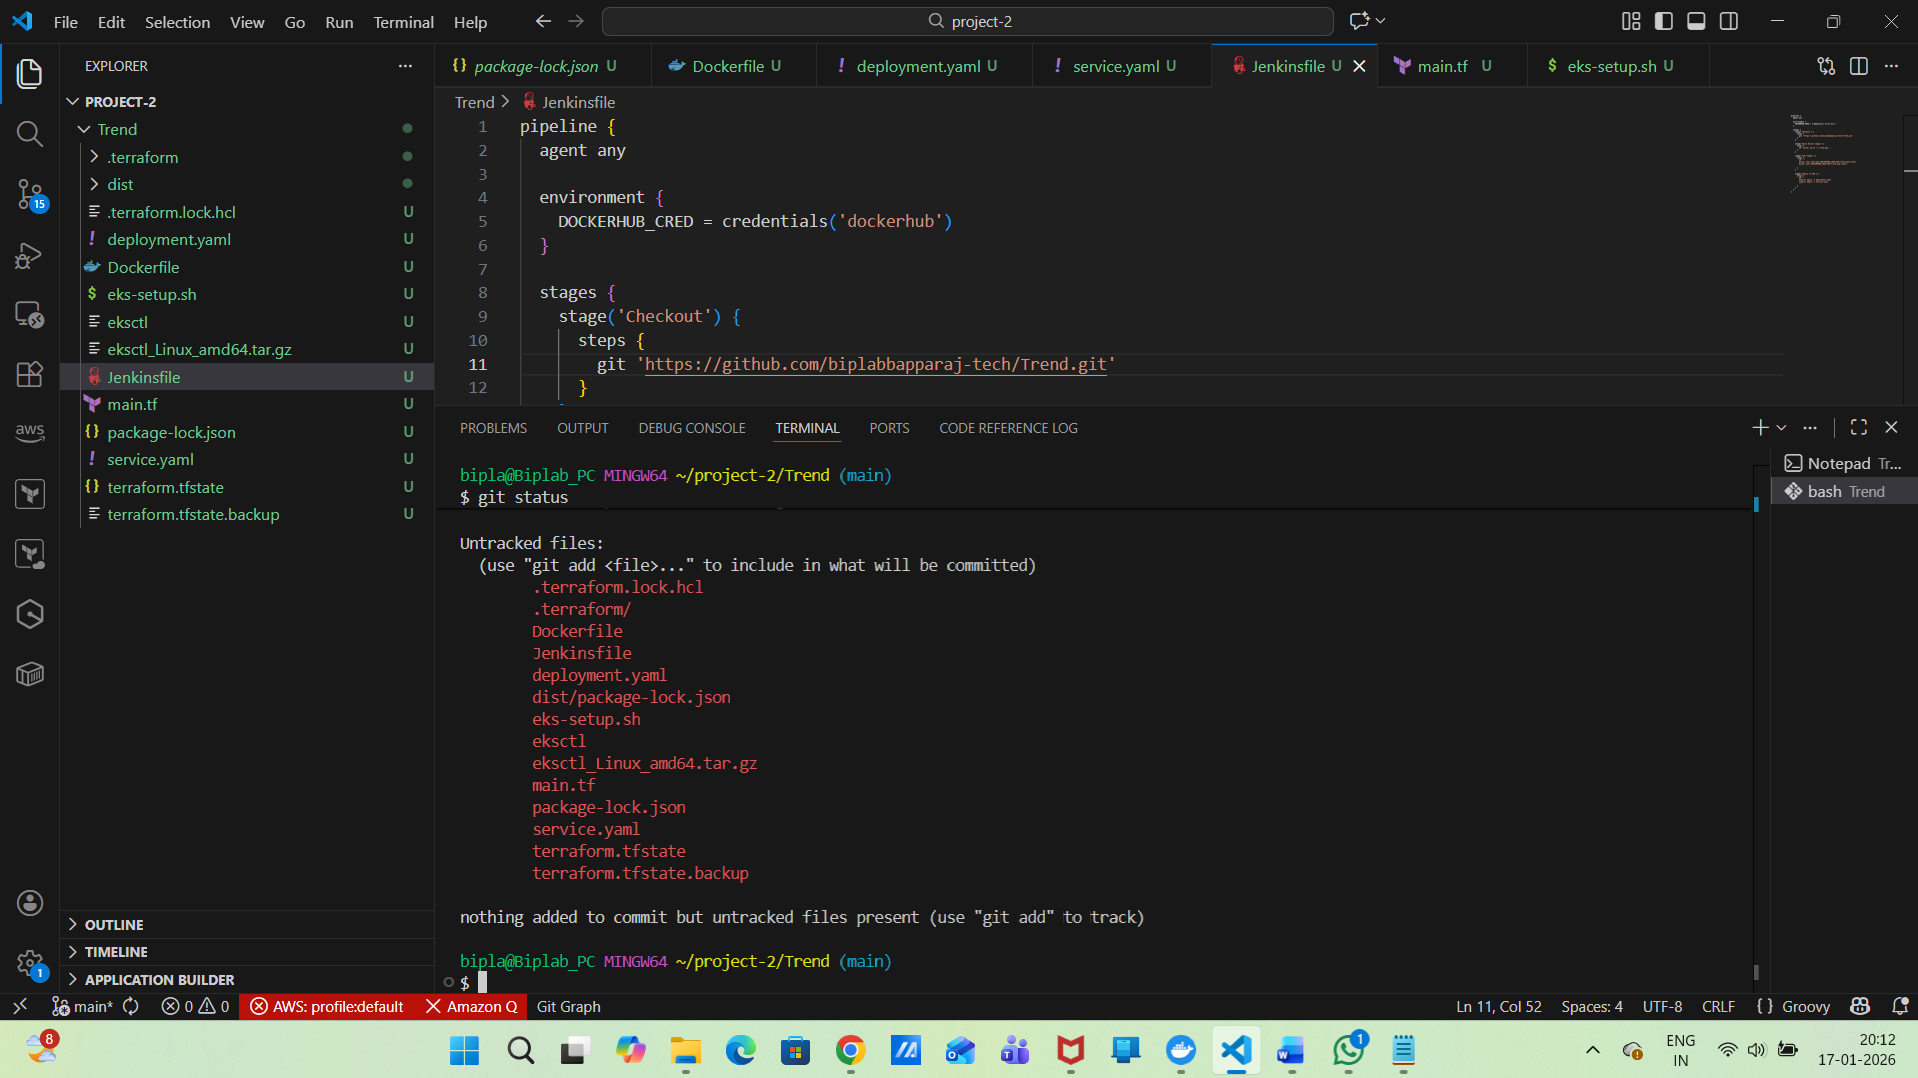 File Edit Selection View Go Run Terminal Help
project-2
EXPLORER
PROJECT-2
Trend
.terraform
dist
.terraform.lock.hcl U
deployment.yaml U
Dockerfile U
eks-setup.sh U
eksctl U
eksctl_Linux_amd64.tar.gz U
Jenkinsfile U
main.tf U
package-lock.json U
service.yaml U
terraform.tfstate U
terraform.tfstate.backup U
OUTLINE
TIMELINE
APPLICATION BUILDER
15
aws
1
package-lock.json U
Dockerfile U
deployment.yaml U
service.yaml U
Jenkinsfile U
main.tf U
eks-setup.sh U
Trend > Jenkinsfile
1 pipeline {
2 agent any
3
4 environment {
5 DOCKERHUB_CRED = credentials('dockerhub')
6 }
7
8 stages {
9 stage('Checkout') {
10 steps {
11 git 'https://github.com/biplabbapparaj-tech/Trend.git'
12 }
PROBLEMS OUTPUT DEBUG CONSOLE TERMINAL PORTS CODE REFERENCE LOG
Notepad Tr...
bash Trend
bipla@Biplab_PC MINGW64 ~/project-2/Trend (main)
$ git status
Untracked files:
(use "git add <file>..." to include in what will be committed)
.terraform.lock.hcl
.terraform/
Dockerfile
Jenkinsfile
deployment.yaml
dist/package-lock.json
eks-setup.sh
eksctl
eksctl_Linux_amd64.tar.gz
main.tf
package-lock.json
service.yaml
terraform.tfstate
terraform.tfstate.backup
nothing added to commit but untracked files present (use "git add" to track)
bipla@Biplab_PC MINGW64 ~/project-2/Trend (main)
$
main* 0 0 AWS: profile:default Amazon Q Git Graph
Ln 11, Col 52 Spaces: 4 UTF-8 CRLF {} Groovy
8
1
ENG
IN
20:12
17-01-2026